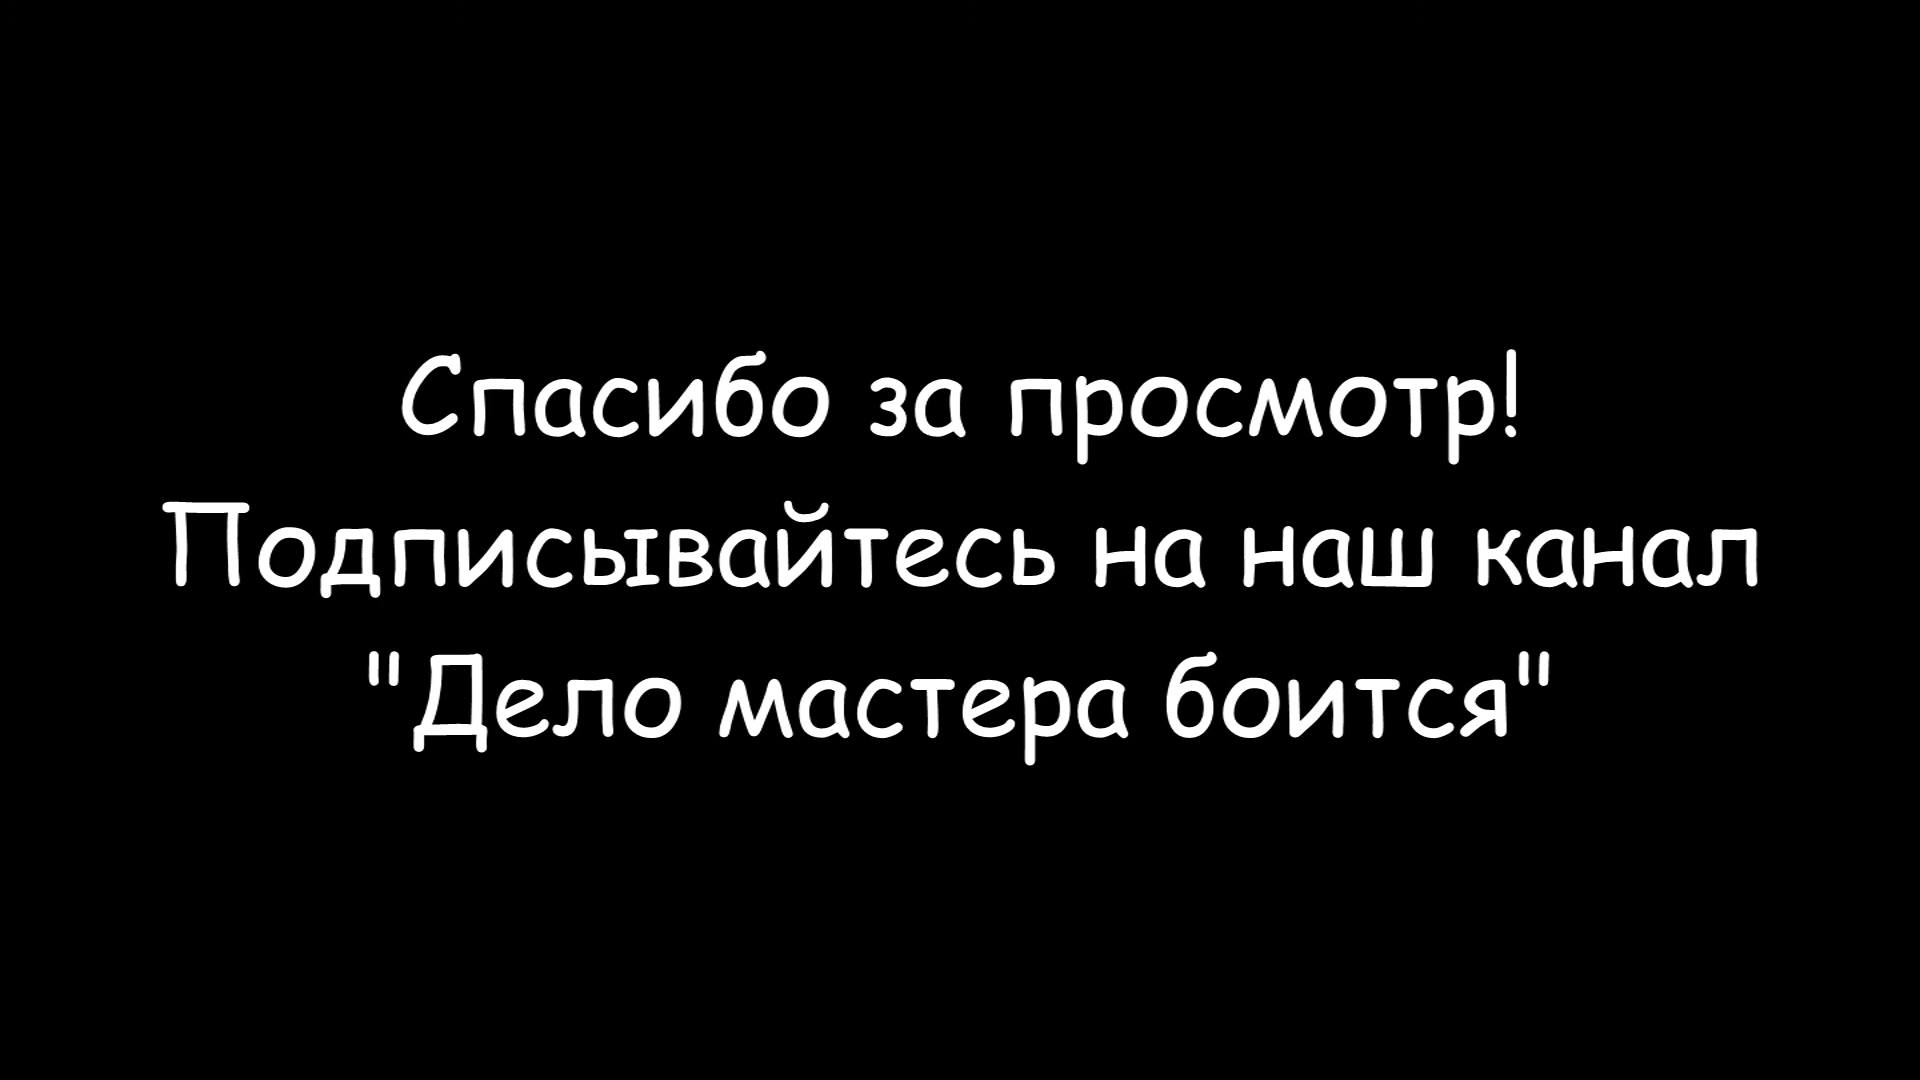 Спасибо за просмотр!
Подписывайтесь на наш канал
"Дело мастера боится"